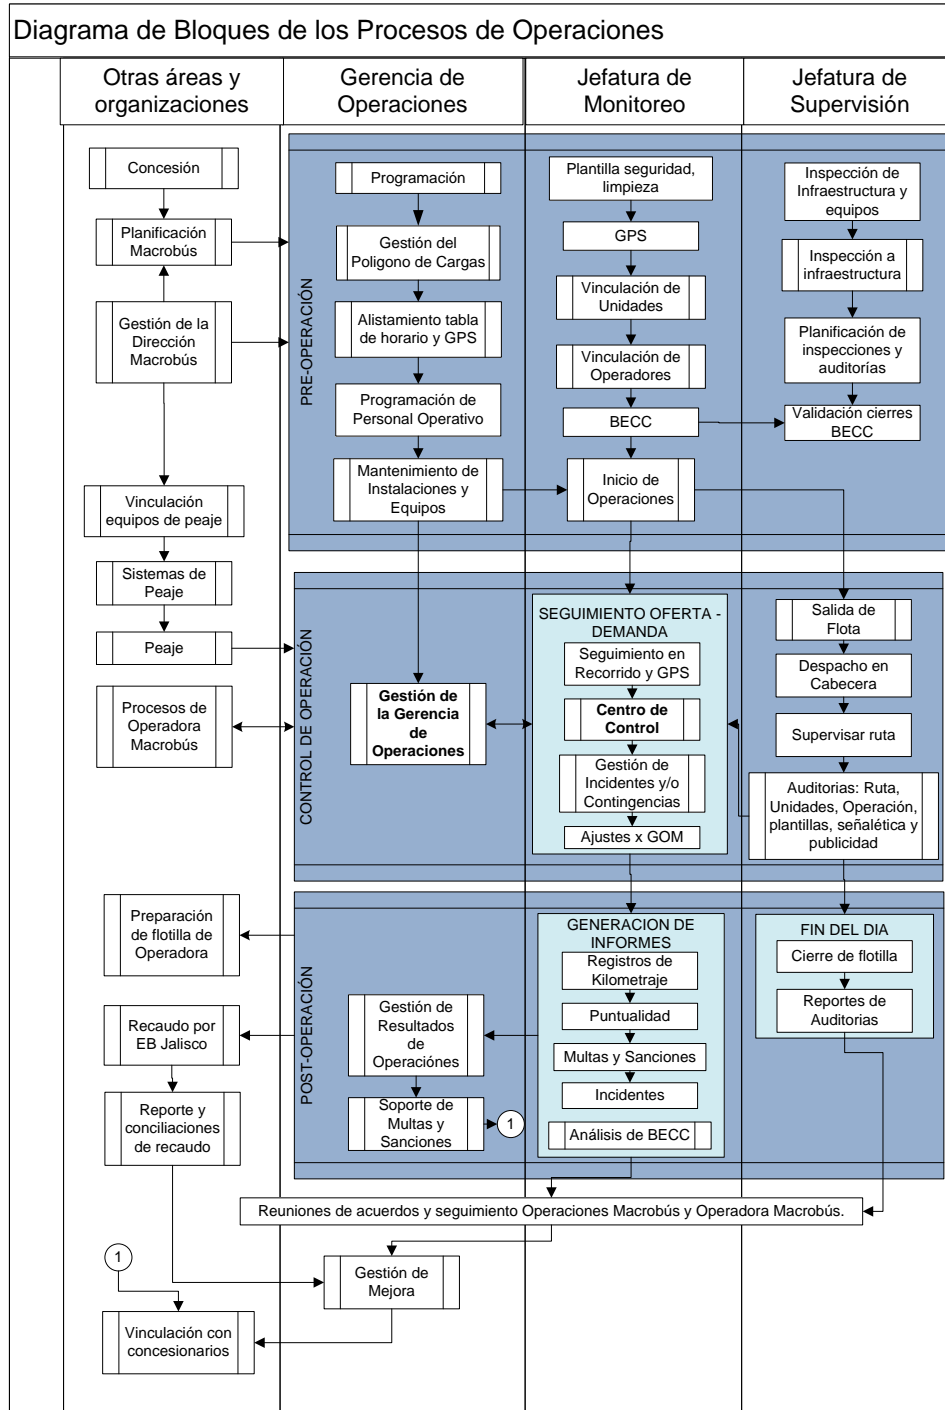 Diagrama de Bloques de los Procesos de Operaciones
Otras áreas y
organizaciones
Gerencia de
Operaciones
Jefatura de
Monitoreo
Jefatura de
Supervisión
PRE-OPERACIÓN
Concesión
Planificación
Macrobús
Gestión de la
Dirección
Macrobús
Vinculación
equipos de peaje
Sistemas de
Peaje
Peaje
Procesos de
Operadora
Macrobús
Programación
Gestión del
Poligono de Cargas
Alistamiento tabla
de horario y GPS
Programación de
Personal Operativo
Mantenimiento de
Instalaciones y
Equipos
Plantilla seguridad,
limpieza
GPS
Vinculación de
Unidades
Vinculación de
Operadores
BECC
Inicio de
Operaciones
Inspección de
Infraestructura y
equipos
Inspección a
infraestructura
Planificación de
inspecciones y
auditorías
Validación cierres
BECC
CONTROL DE OPERACIÓN
Gestión de
la Gerencia
de
Operaciones
SEGUIMIENTO OFERTA -
DEMANDA
Seguimiento en
Recorrido y GPS
Centro de
Control
Gestión de
Incidentes y/o
Contingencias
Ajustes x GOM
Salida de
Flota
Despacho en
Cabecera
Supervisar ruta
Auditorias: Ruta,
Unidades, Operación,
plantillas, señalética y
publicidad
POST-OPERACIÓN
Preparación
de flotilla de
Operadora
Recaudo por
EB Jalisco
Reporte y
conciliaciones
de recaudo
Gestión de
Resultados
de
Operaciónes
Soporte de
Multas y
Sanciones
1
GENERACION DE
INFORMES
Registros de
Kilometraje
Puntualidad
Multas y Sanciones
Incidentes
Análisis de BECC
FIN DEL DIA
Cierre de flotilla
Reportes de
Auditorias
Reuniones de acuerdos y seguimiento Operaciones Macrobús y Operadora Macrobús.
1
Gestión de
Mejora
Vinculación con
concesionarios